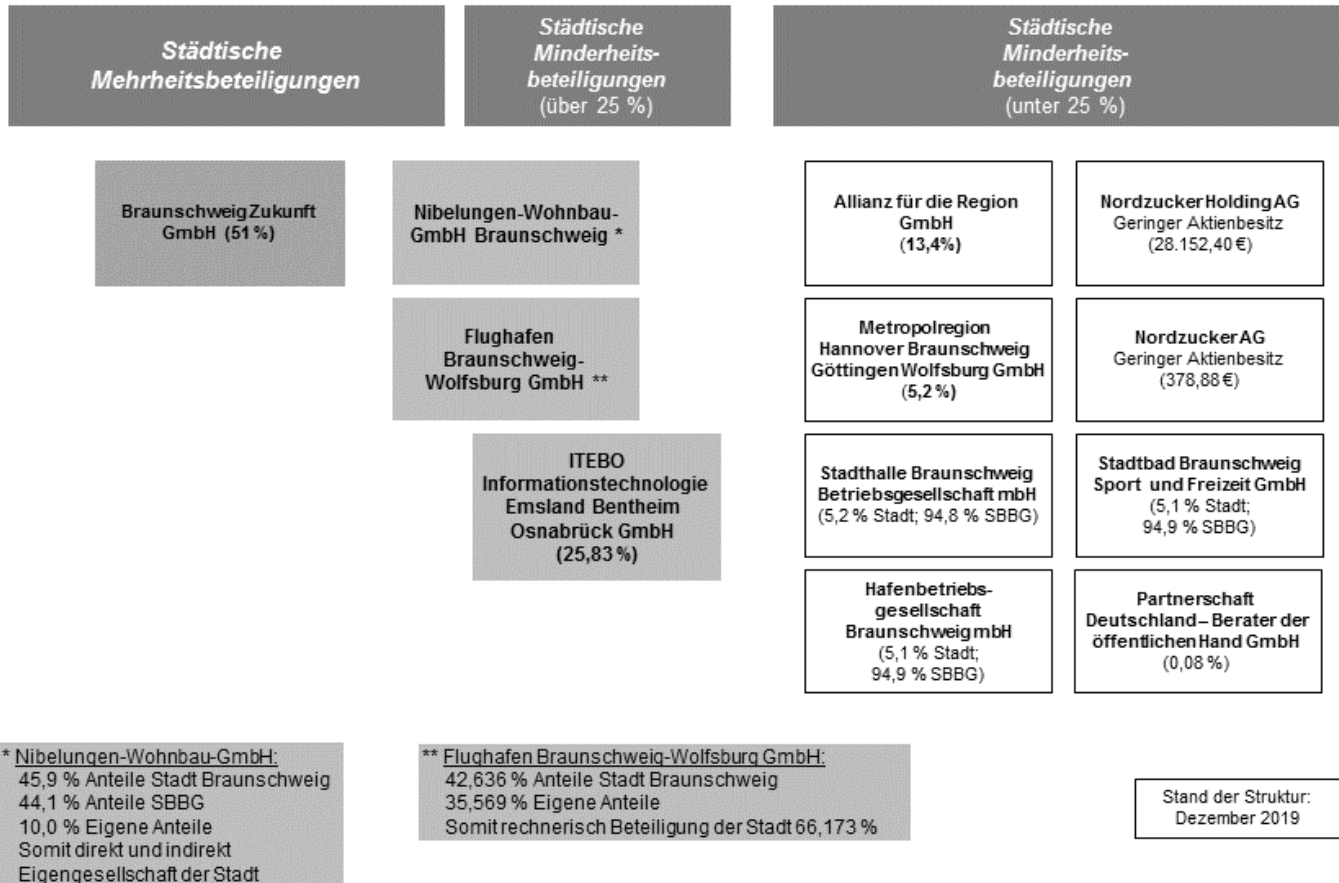 Städtische
Mehrheitsbeteiligungen
Städtische
Minderheits-
beteiligungen
(über 25 %)
Städtische
Minderheits-
beteiligungen
(unter 25 %)
Braunschweig Zukunft
GmbH (51 %)
Nibelungen-Wohnbau-
GmbH Braunschweig *
Flughafen
Braunschweig-
Wolfsburg GmbH **
ITEBO
Informationstechnologie
Emsland Bentheim
Osnabrück GmbH
(25,83 %)
Allianz für die Region
GmbH
(13,4%)
Nordzucker Holding AG
Geringer Aktienbesitz
(28.152,40 €)
Metropolregion
Hannover Braunschweig
Göttingen Wolfsburg GmbH
(5,2 %)
Nordzucker AG
Geringer Aktienbesitz
(378,88 €)
Stadthalle Braunschweig
Betriebsgesellschaft mbH
(5,2 % Stadt; 94,8 % SBBG)
Stadtbad Braunschweig
Sport und Freizeit GmbH
(5,1 % Stadt;
94,9 % SBBG)
Hafenbetriebs-
gesellschaft
Braunschweig mbH
(5,1 % Stadt;
94,9 % SBBG)
Partnerschaft
Deutschland – Berater der
öffentlichen Hand GmbH
(0,08 %)
* Nibelungen-Wohnbau-GmbH:
45,9 % Anteile Stadt Braunschweig
44,1 % Anteile SBBG
10,0 % Eigene Anteile
Somit direkt und indirekt
Eigengesellschaft der Stadt
** Flughafen Braunschweig-Wolfsburg GmbH:
42,636 % Anteile Stadt Braunschweig
35,569 % Eigene Anteile
Somit rechnerisch Beteiligung der Stadt 66,173 %
Stand der Struktur:
Dezember 2019